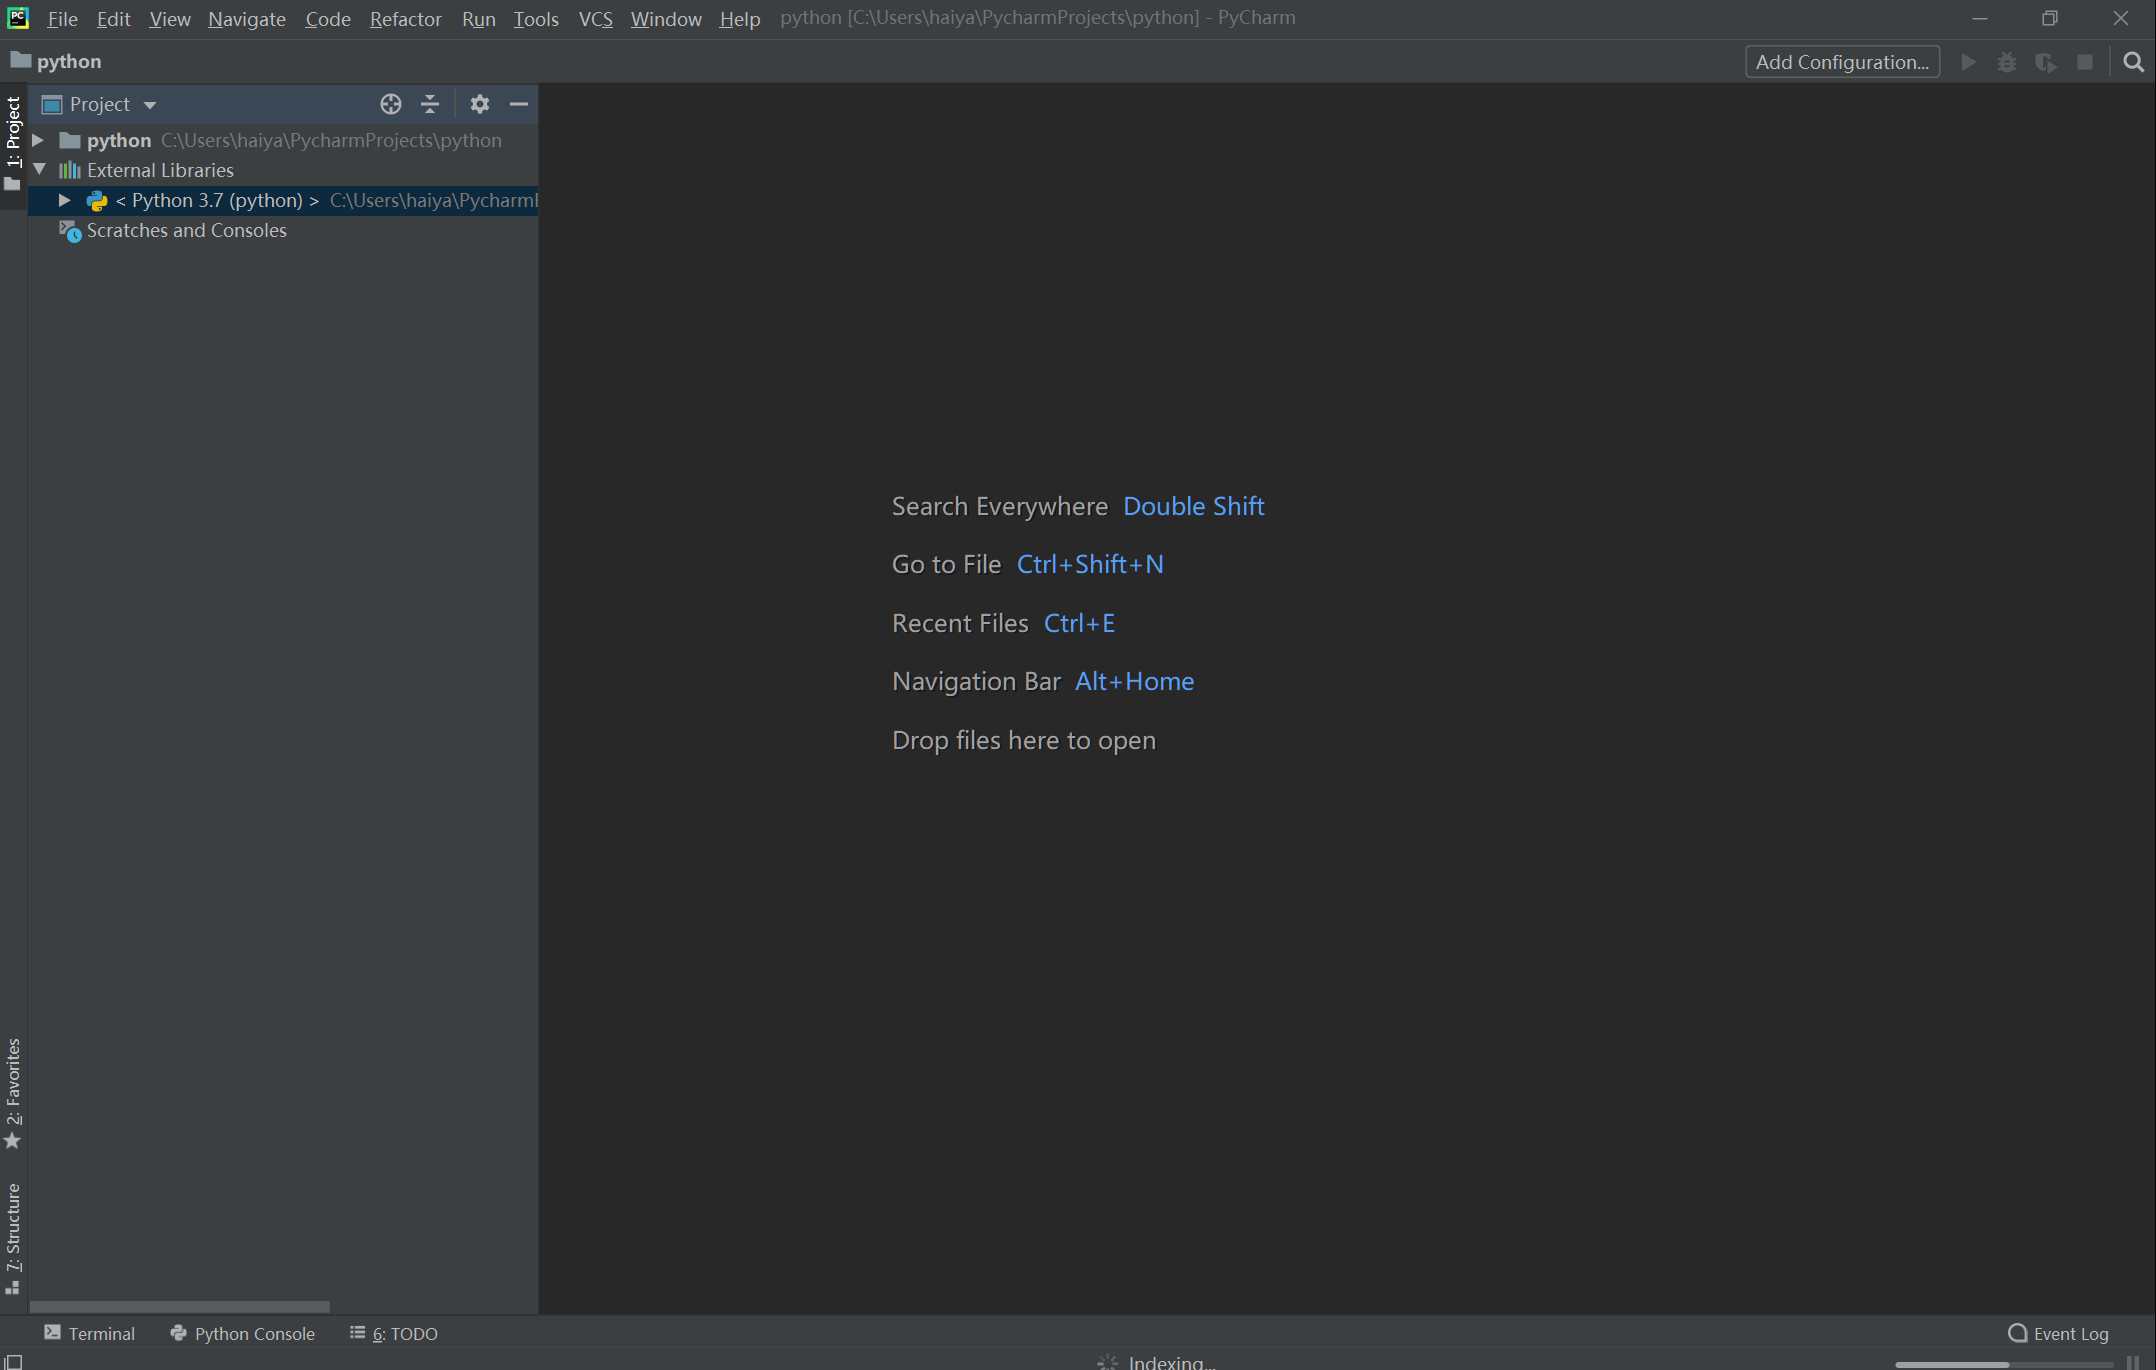 PC File Edit View Navigate Code Refactor Run Tools VCS Window Help python [C:\Users\haiya\PycharmProjects\python] - PyCharm
python Add Configuration...
1: Project
Project
python C:\Users\haiya\PycharmProjects\python
External Libraries
< Python 3.7 (python) > C:\Users\haiya\Pycharm
Scratches and Consoles
Search Everywhere Double Shift
Go to File Ctrl+Shift+N
Recent Files Ctrl+E
Navigation Bar Alt+Home
Drop files here to open
2: Favorites
7: Structure
Terminal Python Console 6: TODO Event Log
Indexing...